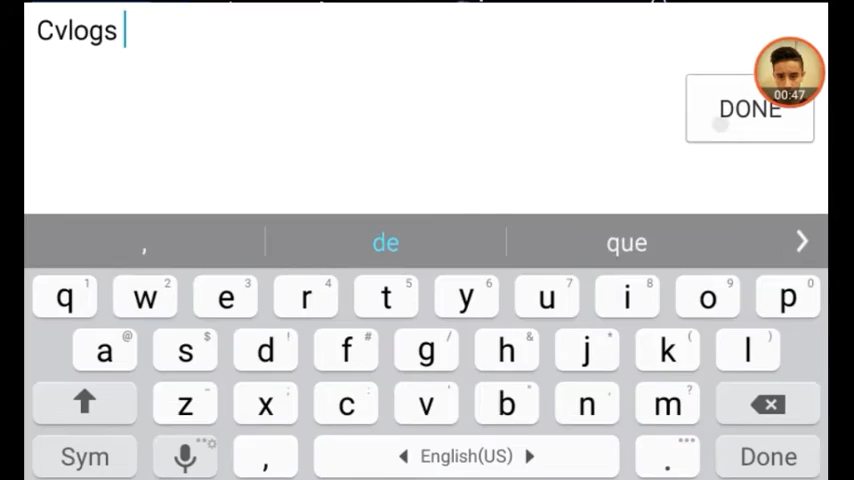 Cvlogs
00:47
DONE
, de que
q 1 w 2 e 3 r 4 t 5 y 6 u 7 i 8 o 9 p 0
a @ s $ d ! f # g / h & j * k ( l )
z - x ; c : v ' b " n . m ?
Sym , English(US) . Done